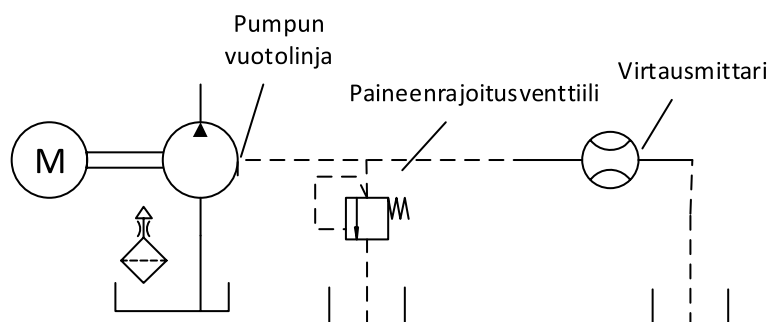 Pumpun
vuotolinja
Virtausmittari
Paineenrajoitusventtiili
M